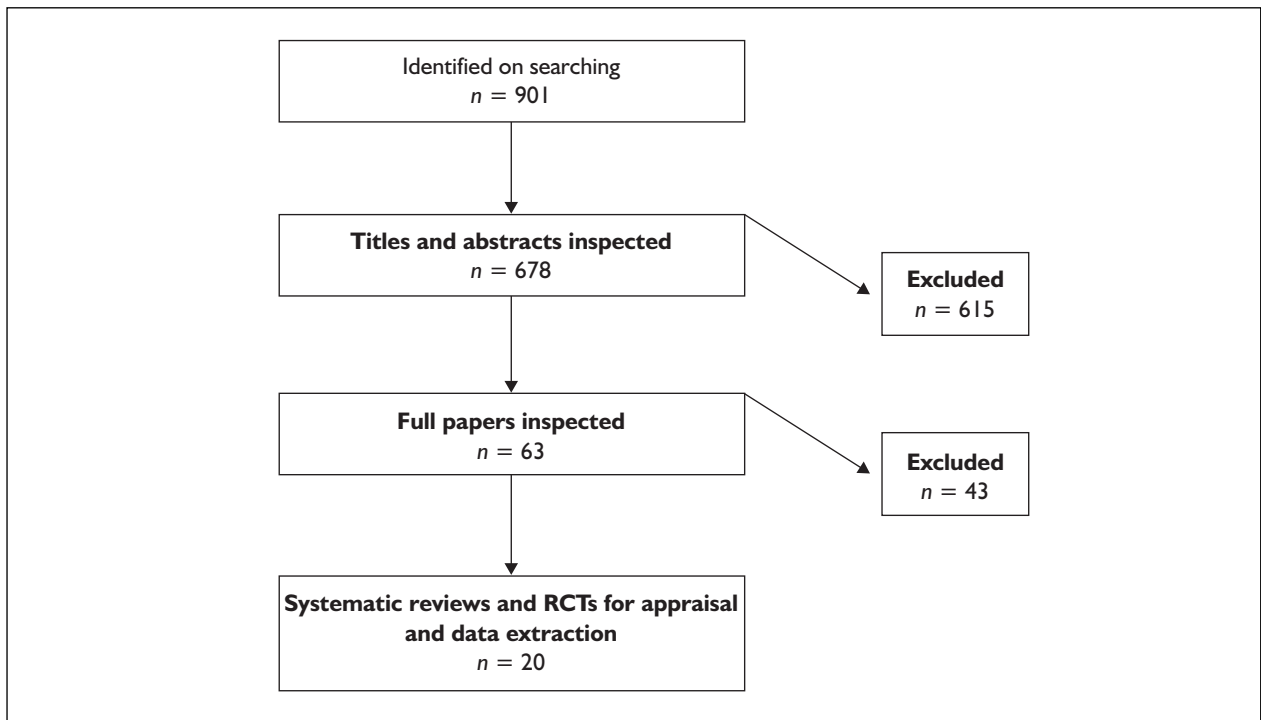 Identified on searching
n = 901
Titles and abstracts inspected
n = 678
Excluded
n = 615
Full papers inspected
n = 63
Excluded
n = 43
Systematic reviews and RCTs for appraisal
and data extraction
n = 20